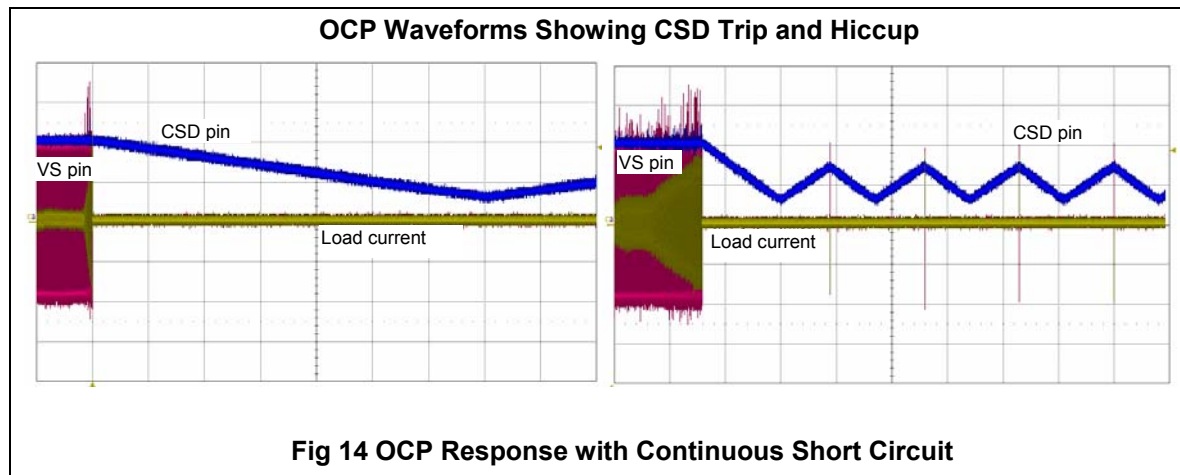 OCP Waveforms Showing CSD Trip and Hiccup
CSD pin
VS pin
Load current
CSD pin
VS pin
Load current
Fig 14 OCP Response with Continuous Short Circuit